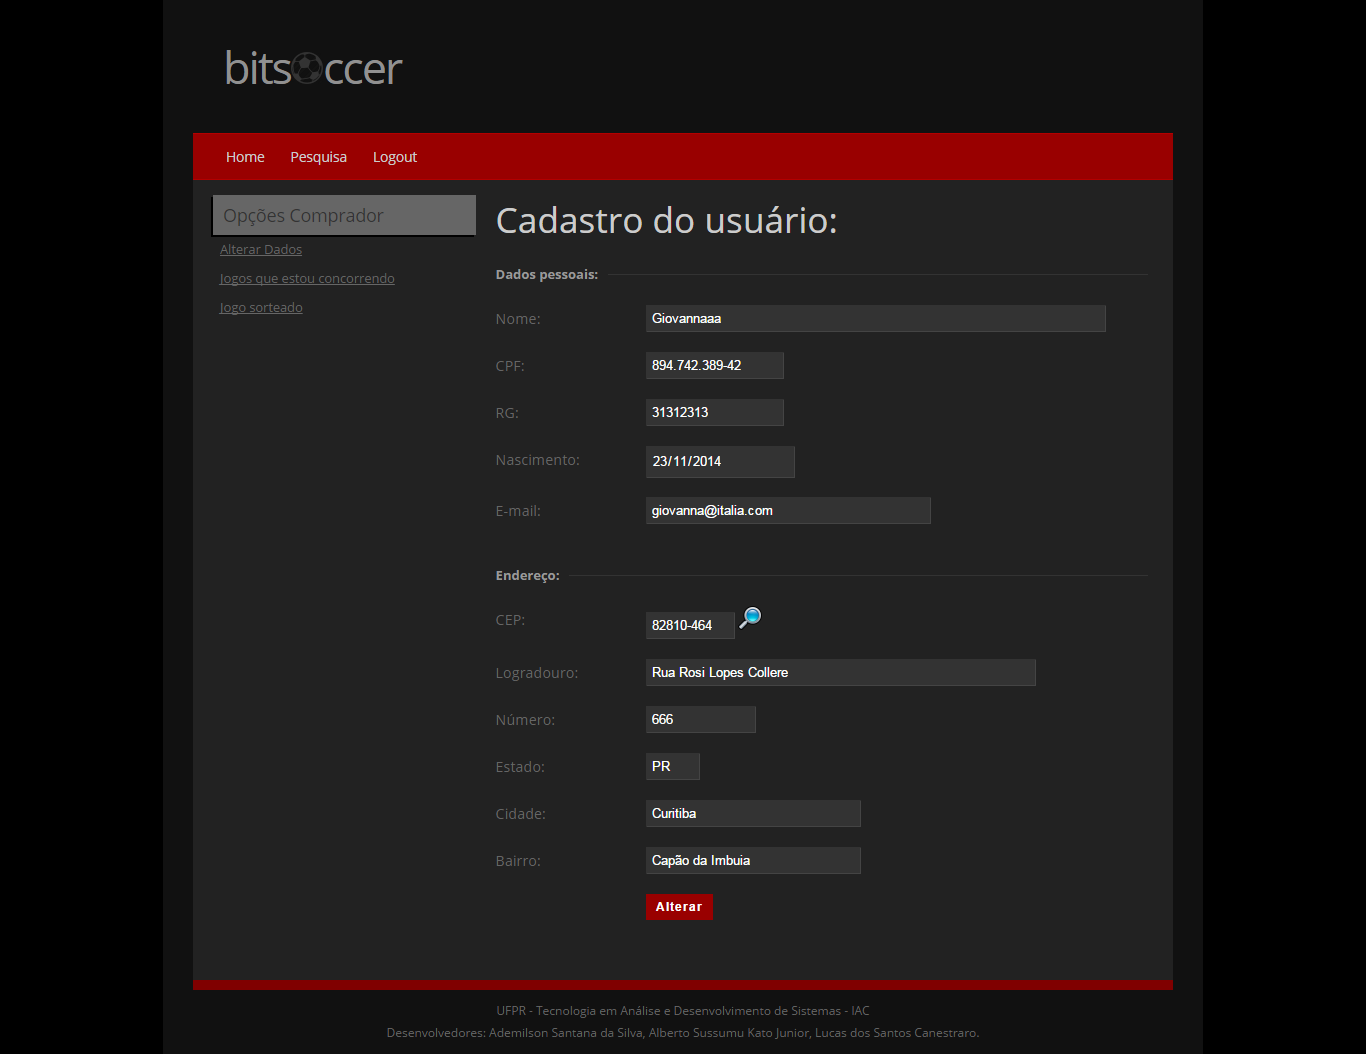 bitsoccer
Home Pesquisa Logout
Opções Comprador
Alterar Dados
Jogos que estou concorrendo
Jogo sorteado
Cadastro do usuário:
Dados pessoais:
Nome: Giovannaaa
CPF: 894.742.389-42
RG: 31312313
Nascimento: 23/11/2014
E-mail: giovanna@italia.com
Endereço:
CEP: 82810-464
Logradouro: Rua Rosi Lopes Collere
Número: 666
Estado: PR
Cidade: Curitiba
Bairro: Capão da Imbuia
Alterar
UFPR - Tecnologia em Análise e Desenvolvimento de Sistemas - IAC
Desenvolvedores: Ademilson Santana da Silva, Alberto Sussumu Kato Junior, Lucas dos Santos Canestraro.